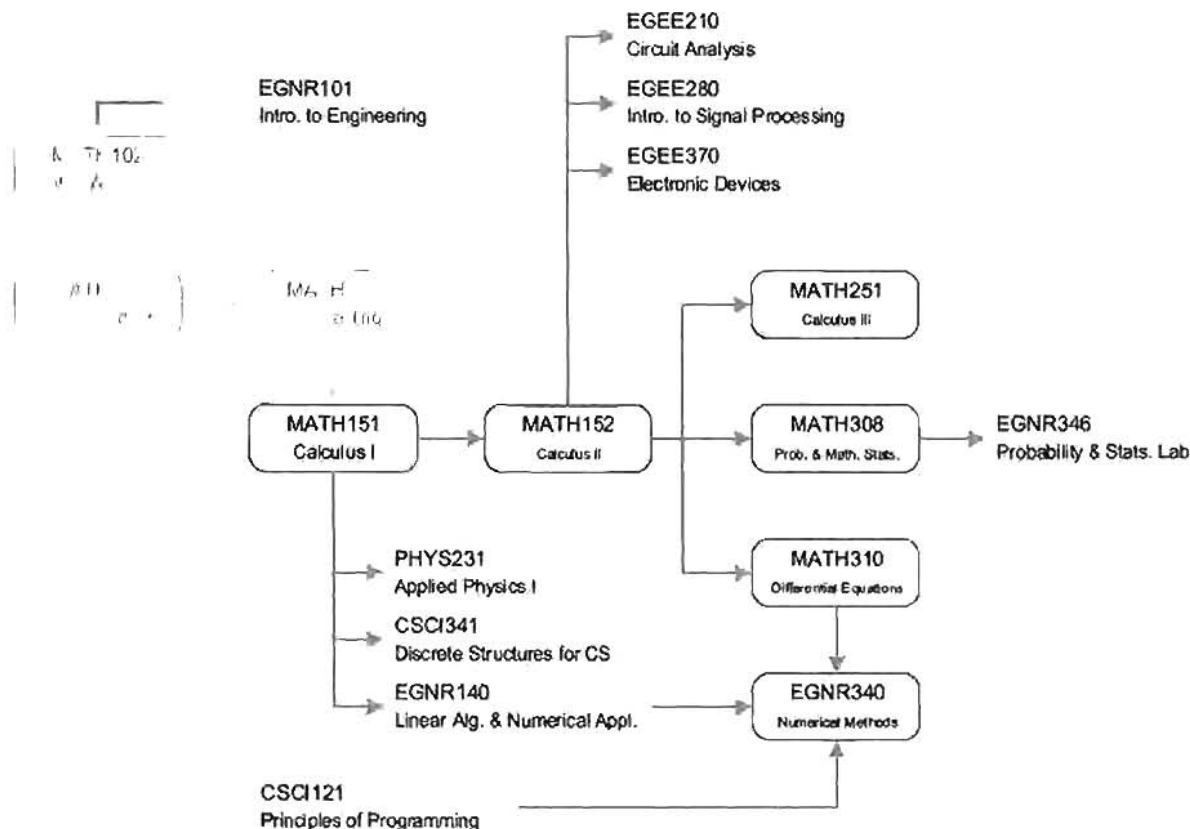 EGEE210
Circuit Analysis
EGNR101
Intro. to Engineering
EGEE280
Intro. to Signal Processing
EGEE370
Electronic Devices
MATH251
Calculus III
MATH151
Calculus I
MATH152
Calculus II
MATH308
Prob. & Math. Stats.
EGNR346
Probability & Stats. Lab
PHYS231
Applied Physics I
MATH310
Differential Equations
CSCI341
Discrete Structures for CS
EGNR140
Linear Alg. & Numerical Appl.
EGNR340
Numerical Methods
CSCI121
Principles of Programming